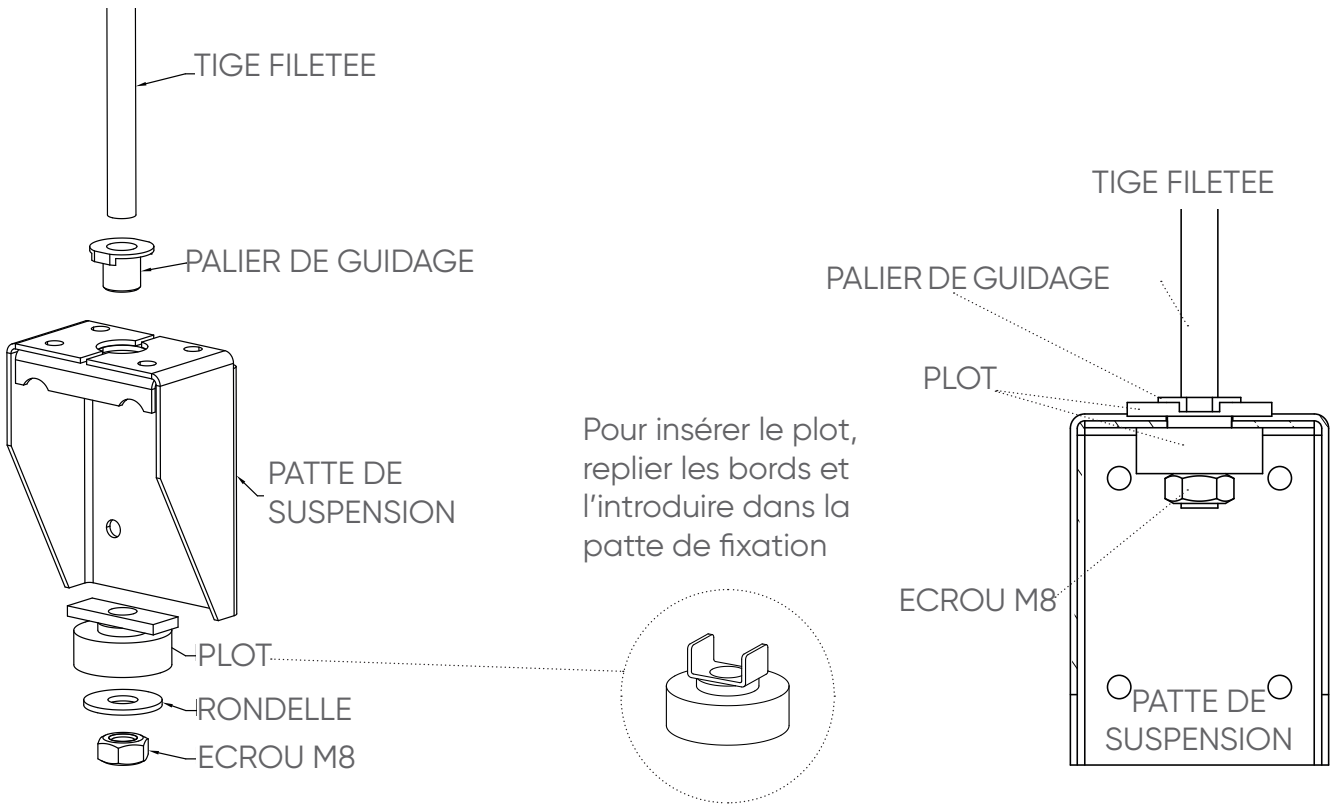 TIGE FILETEE
PALIER DE GUIDAGE
PATTE DE
SUSPENSION
PLOT
RONDELLE
ECROU M8
Pour insérer le plot,
replier les bords et
l'introduire dans la
patte de fixation
TIGE FILETEE
PALIER DE GUIDAGE
PLOT
ECROU M8
PATTE DE
SUSPENSION